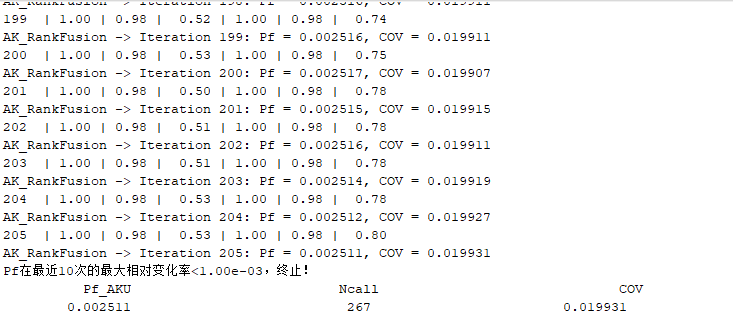 AK_RankFusion -> Iteration 198: Pf = 0.002516, COV = 0.019911
199 | 1.00 | 0.98 | 0.52 | 1.00 | 0.98 | 0.74
AK_RankFusion -> Iteration 199: Pf = 0.002516, COV = 0.019911
200 | 1.00 | 0.98 | 0.53 | 1.00 | 0.98 | 0.75
AK_RankFusion -> Iteration 200: Pf = 0.002517, COV = 0.019907
201 | 1.00 | 0.98 | 0.50 | 1.00 | 0.98 | 0.78
AK_RankFusion -> Iteration 201: Pf = 0.002515, COV = 0.019915
202 | 1.00 | 0.98 | 0.51 | 1.00 | 0.98 | 0.78
AK_RankFusion -> Iteration 202: Pf = 0.002516, COV = 0.019911
203 | 1.00 | 0.98 | 0.51 | 1.00 | 0.98 | 0.78
AK_RankFusion -> Iteration 203: Pf = 0.002514, COV = 0.019919
204 | 1.00 | 0.98 | 0.53 | 1.00 | 0.98 | 0.78
AK_RankFusion -> Iteration 204: Pf = 0.002512, COV = 0.019927
205 | 1.00 | 0.98 | 0.53 | 1.00 | 0.98 | 0.80
AK_RankFusion -> Iteration 205: Pf = 0.002511, COV = 0.019931
Pf在最近10次的最大相对变化率<1.00e-03，终止！
Pf_AKU Ncall COV
0.002511 267 0.019931